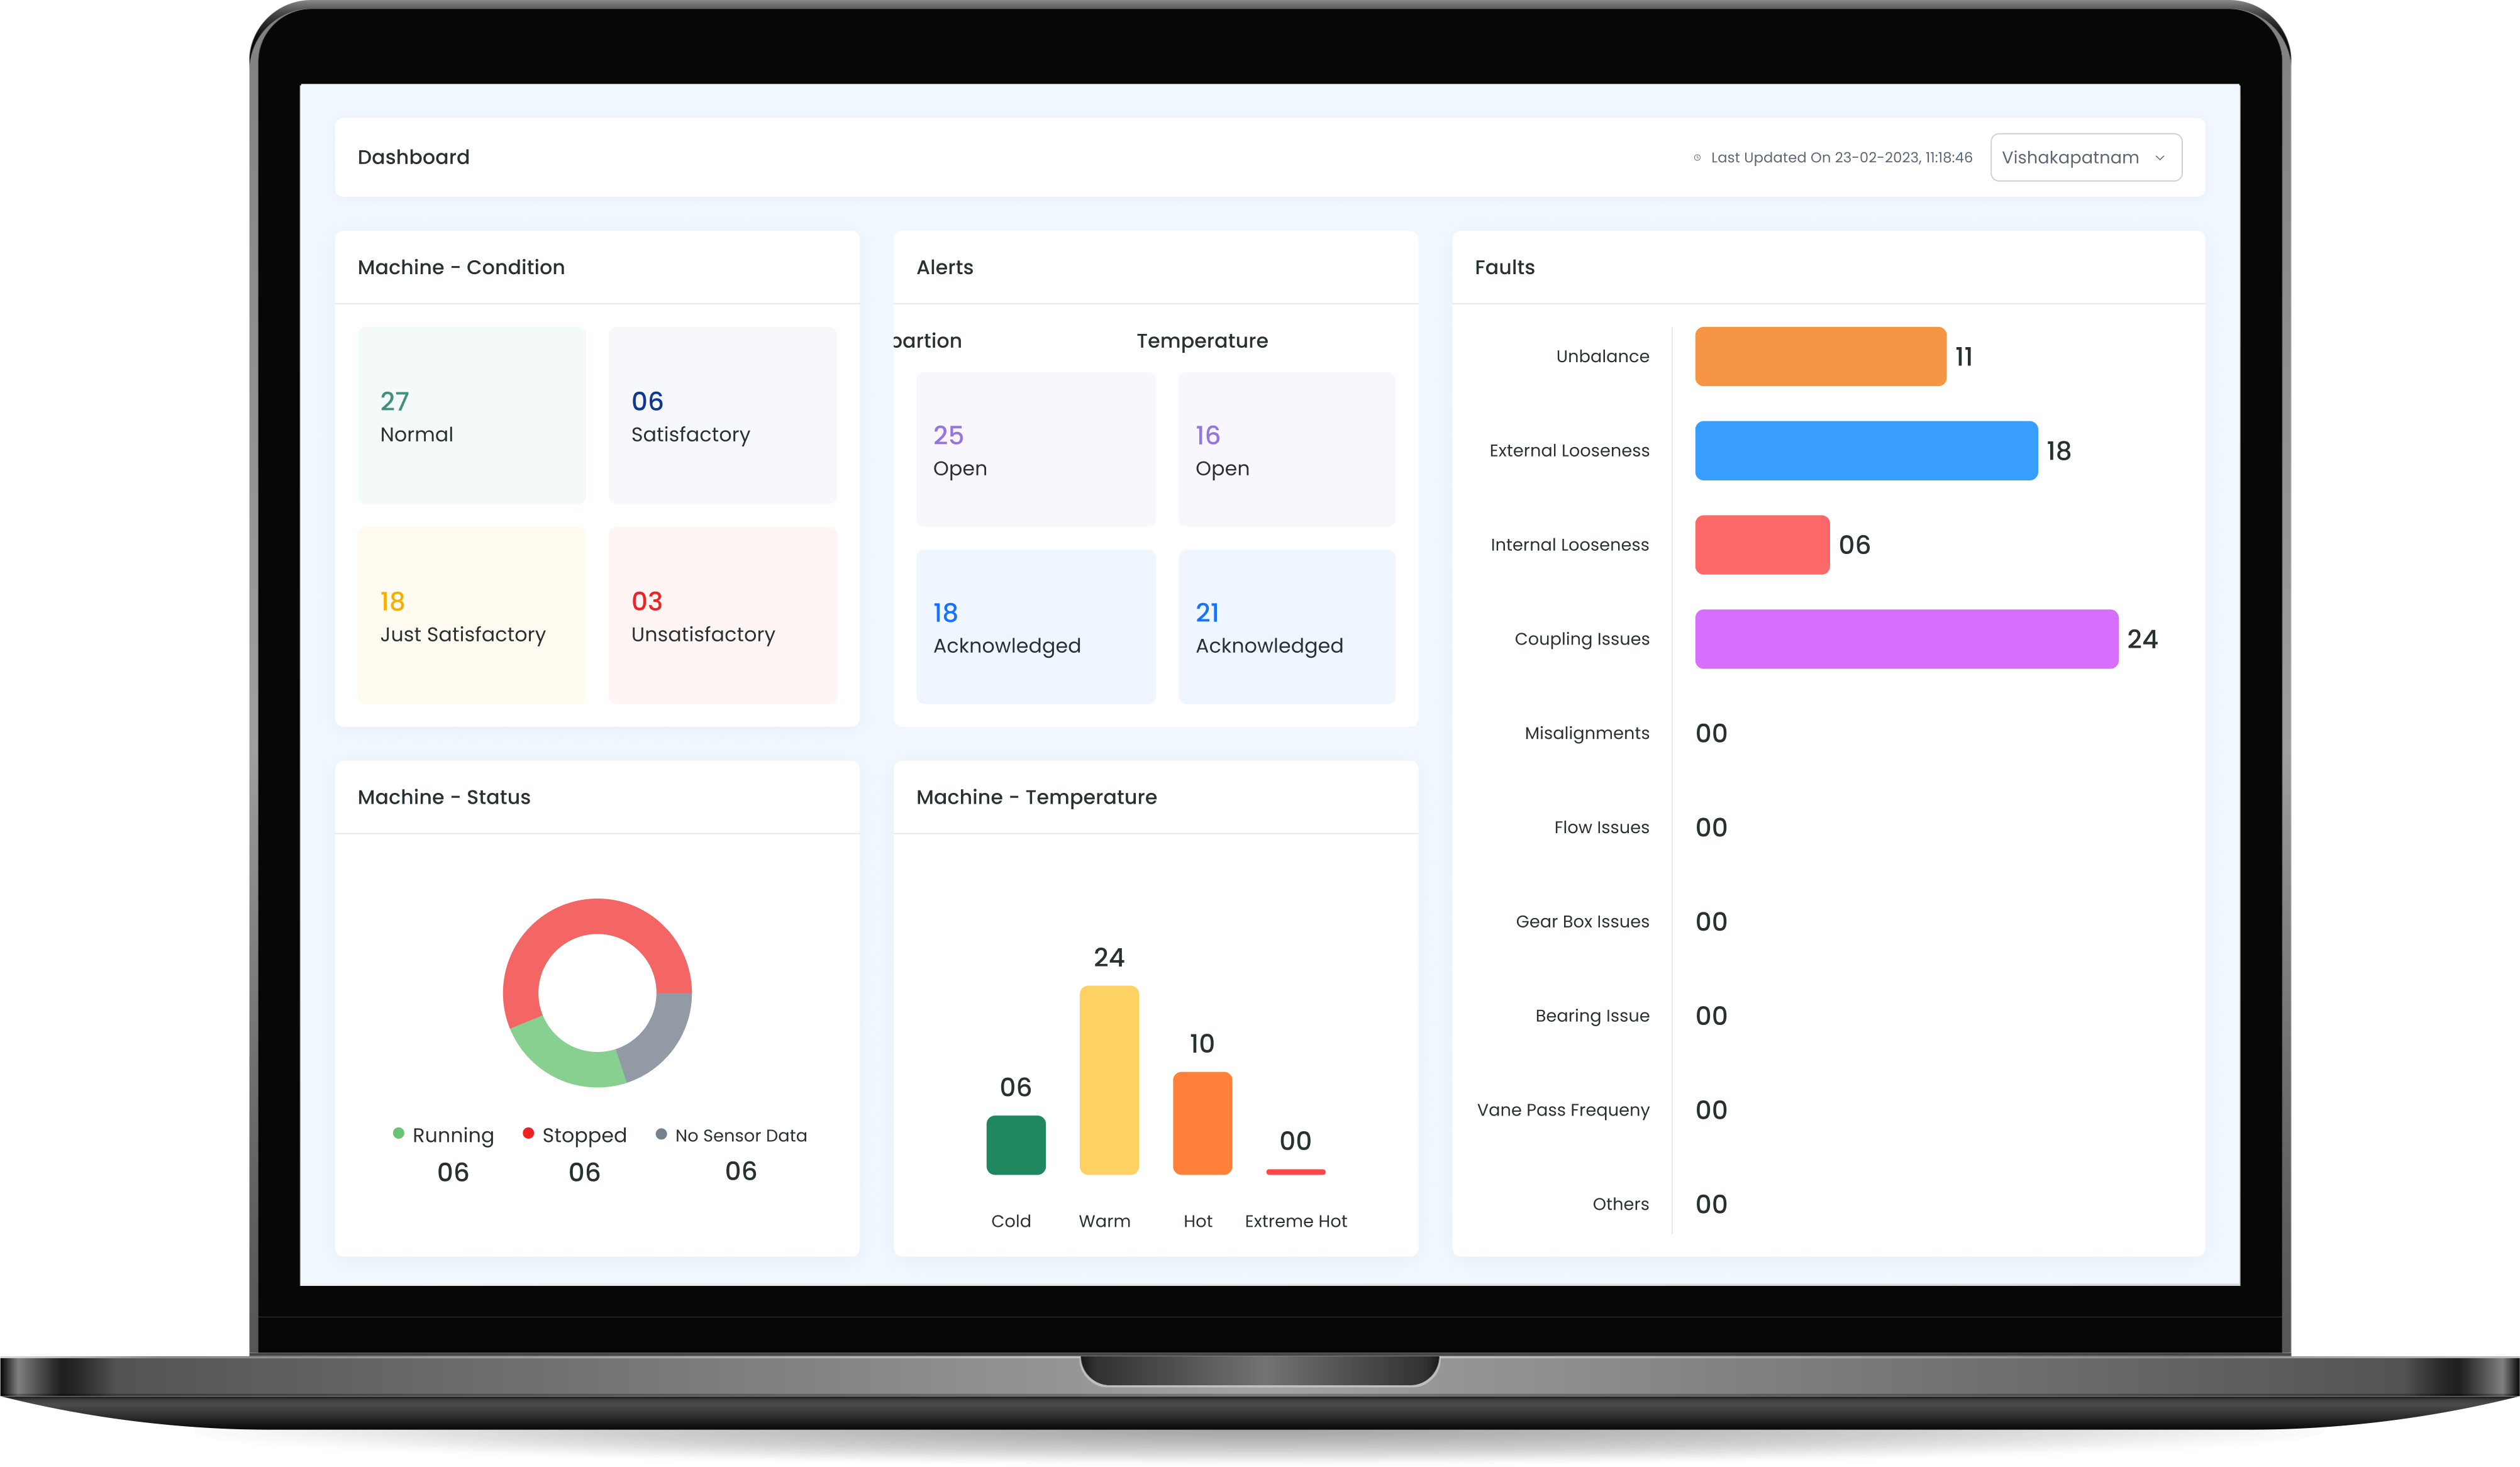 Dashboard
Last Updated On 23-02-2023, 11:18:46
Vishakapatnam
Machine - Condition
27
Normal
06
Satisfactory
18
Just Satisfactory
03
Unsatisfactory
Alerts
Temperature
25
Open
16
Open
18
Acknowledged
21
Acknowledged
Faults
Unbalance 11
External Looseness 18
Internal Looseness 06
Coupling Issues 24
Misalignments 00
Flow Issues 00
Gear Box Issues 00
Bearing Issue 00
Vane Pass Frequeny 00
Others 00
Machine - Status
Running Stopped No Sensor Data
06 06 06
Machine - Temperature
06 24 10 00
Cold Warm Hot Extreme Hot